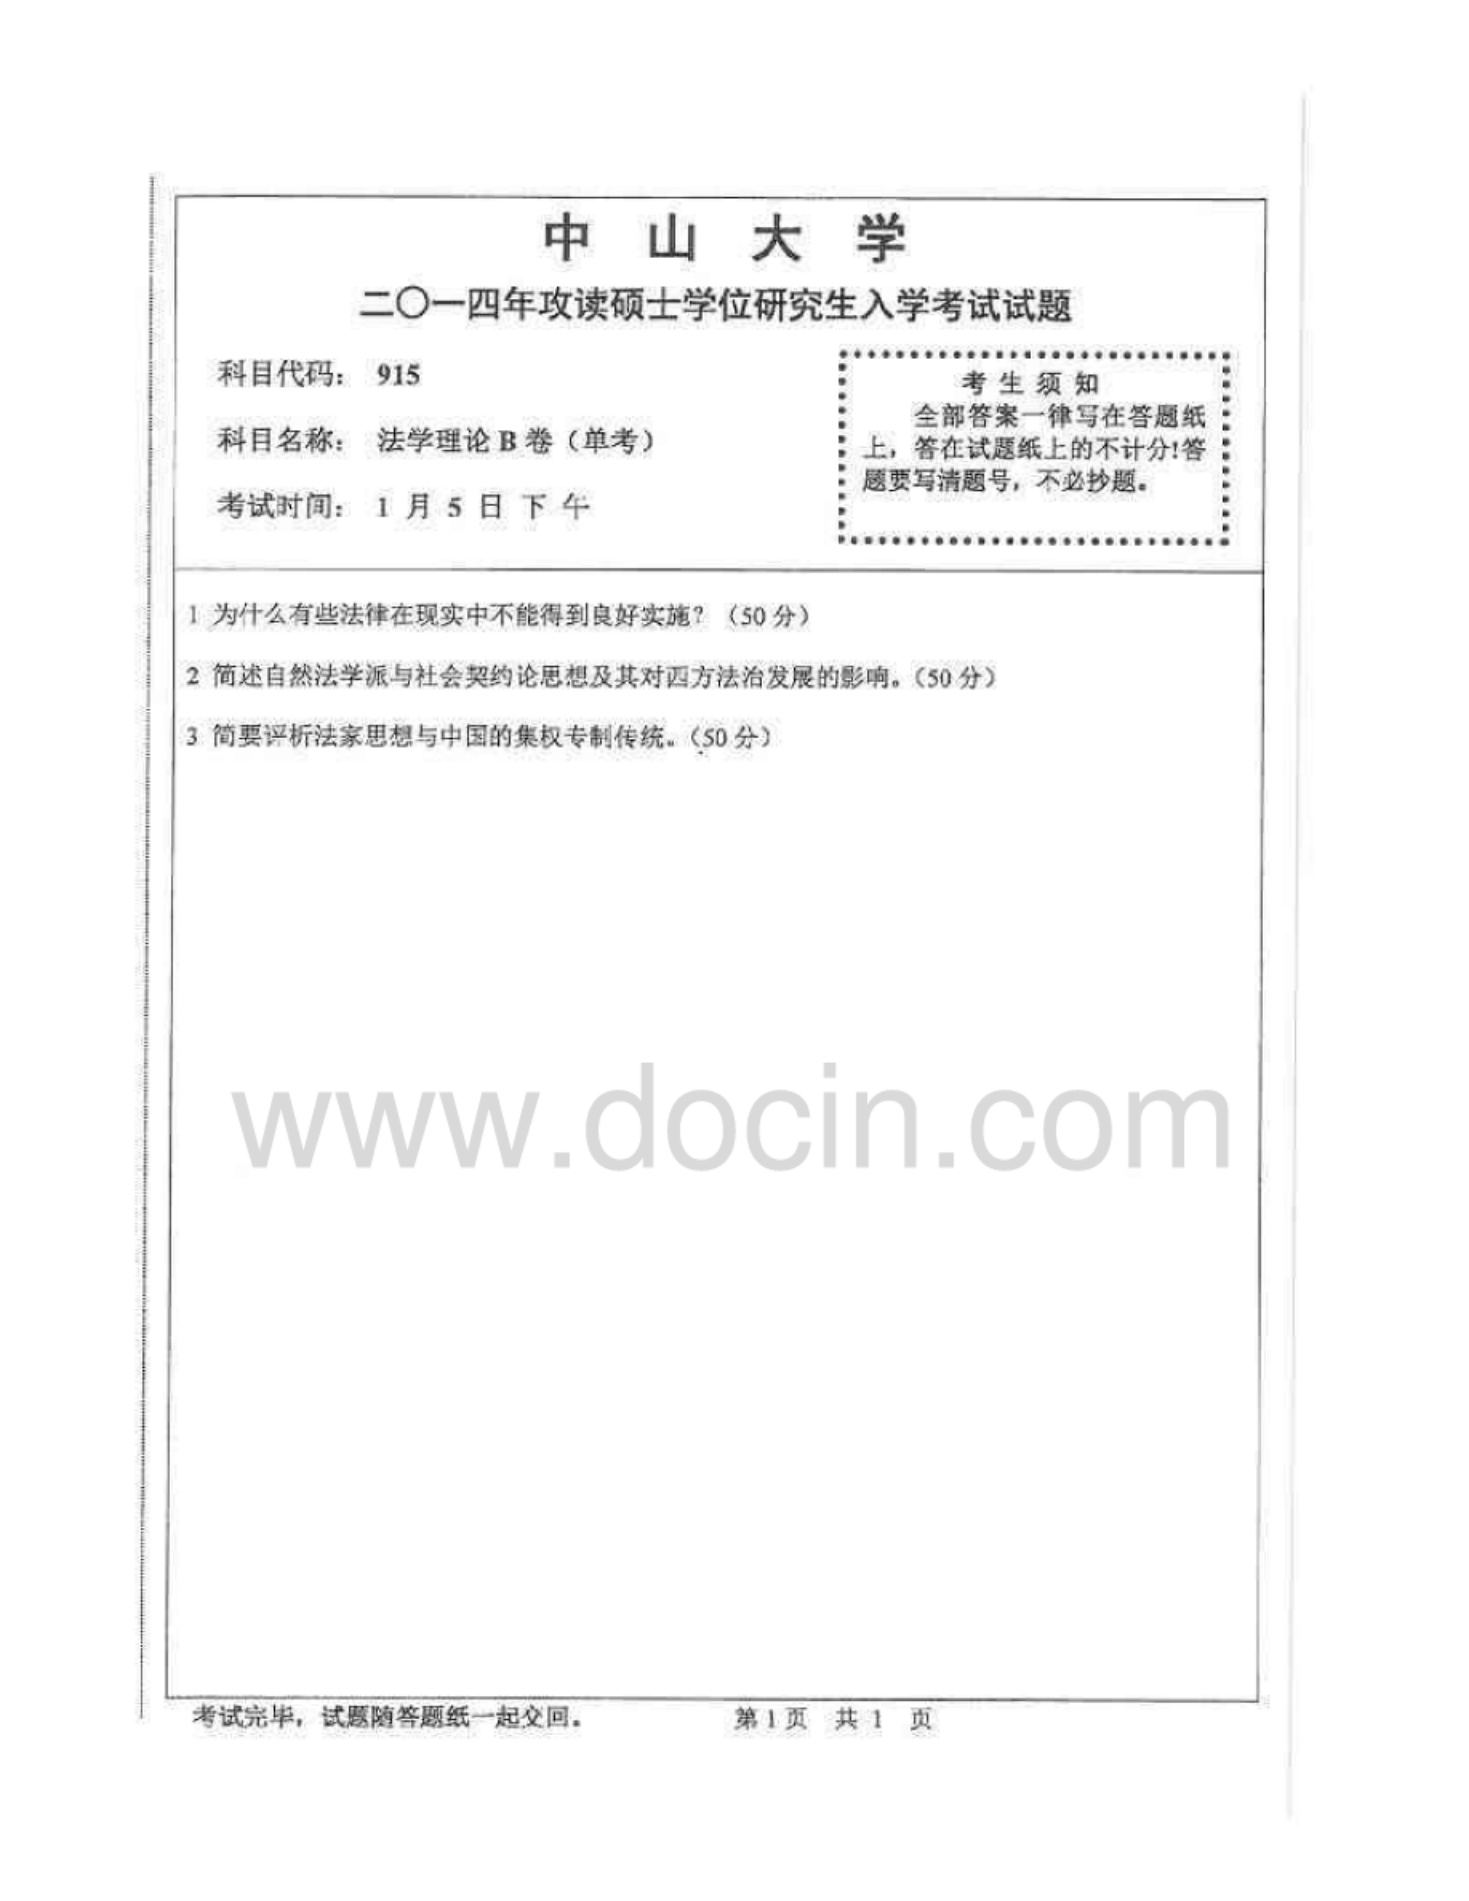 中 山 大 学
二〇一四年攻读硕士学位研究生入学考试试题
科目代码： 915
科目名称： 法学理论 B 卷（单考）
考试时间： 1 月 5 日 下 午
考 生 须 知
全部答案一律写在答题纸
上，答在试题纸上的不计分!答
题要写清题号，不必抄题。
1 为什么有些法律在现实中不能得到良好实施？（50 分）
2 简述自然法学派与社会契约论思想及其对西方法治发展的影响。（50 分）
3 简要评析法家思想与中国的集权专制传统。（50 分）
www.docin.com
考试完毕，试题随答题纸一起交回。 第 1 页 共 1 页